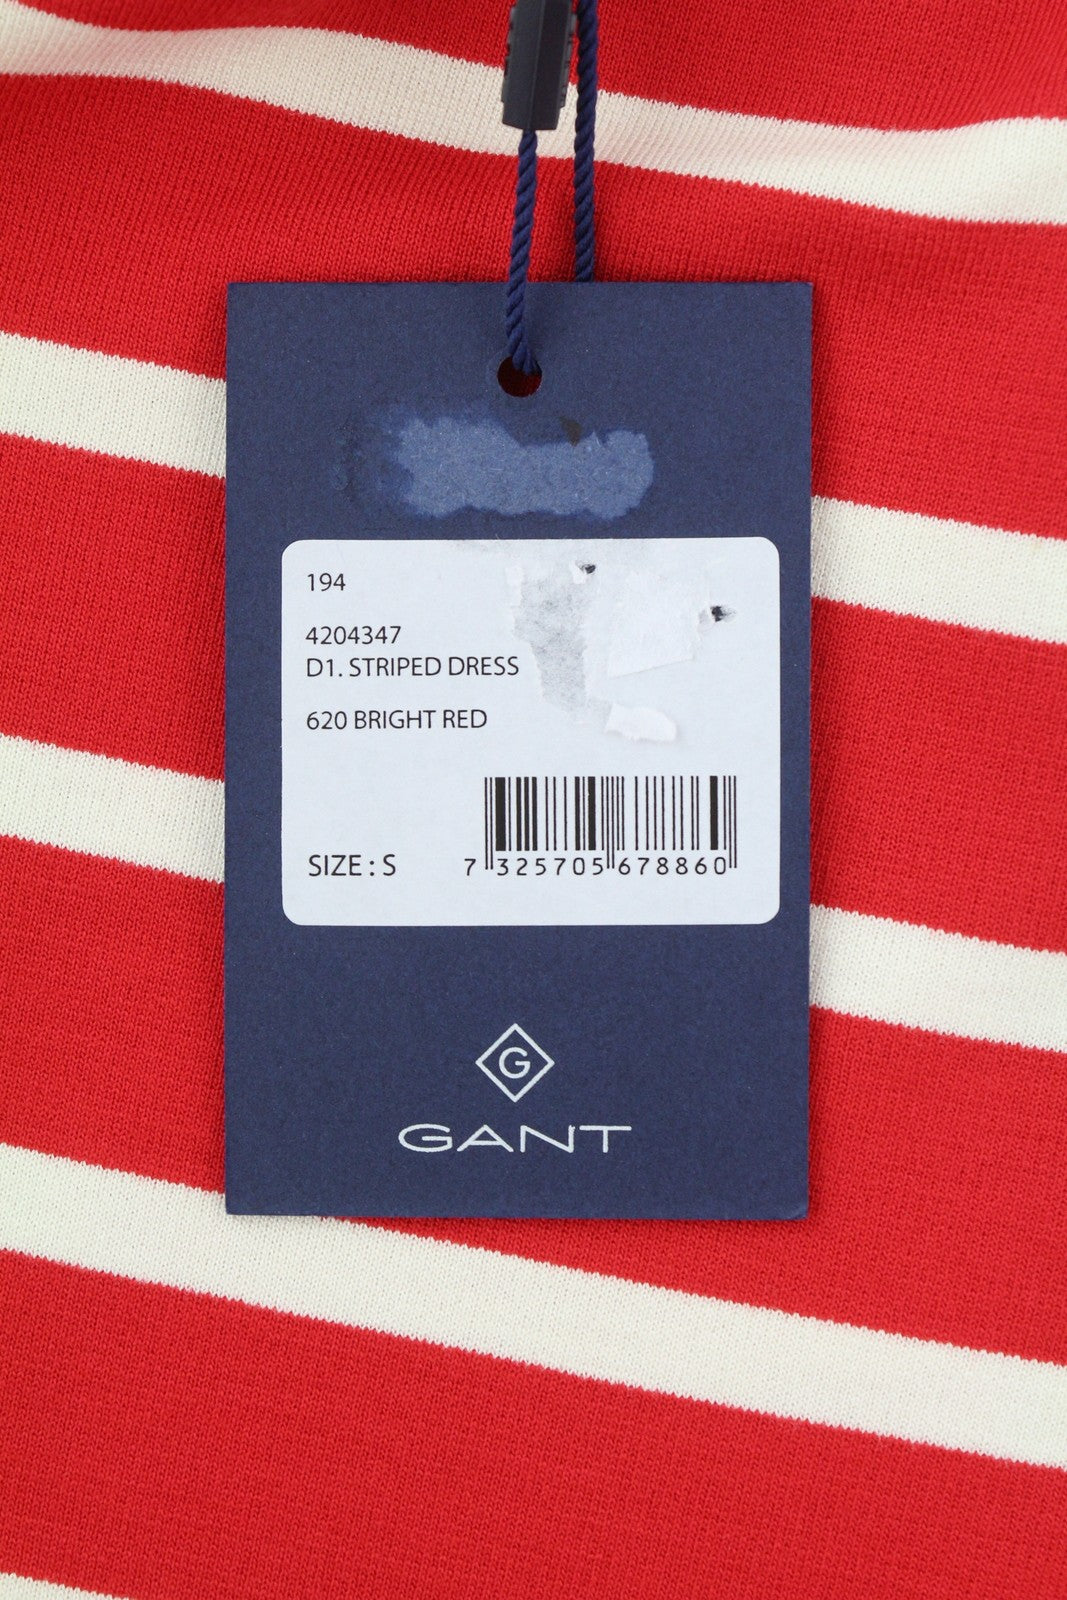 194
4204347
D1. STRIPED DRESS
620 BRIGHT RED
SIZE : S
7 325705 678860
G
GANT